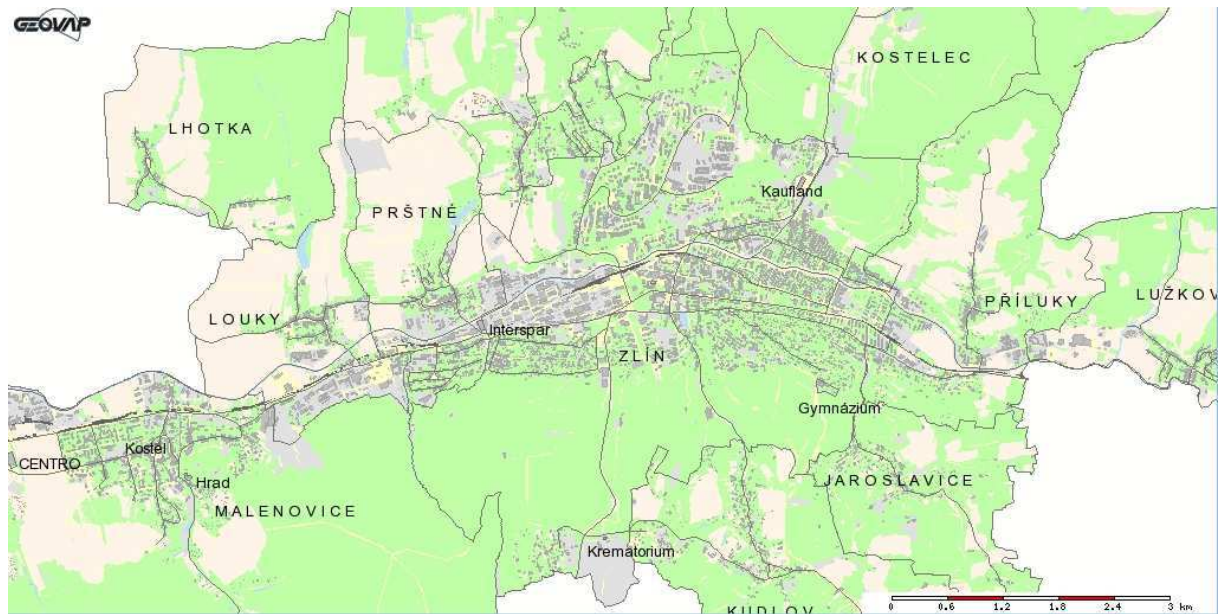 GEOVAP
KOSTELEC
LHOTKA
Kaufland
PRŠTNÉ
PŘÍLUKY
LUŽKOV
LOUKY
Interspar
ZLÍN
Gymnázium
Kostel
CENTRO
Hrad
JAROSLAVICE
MALENOVICE
Krematorium
KUDLOV
0 0.6 1.2 1.8 2.4 3 km